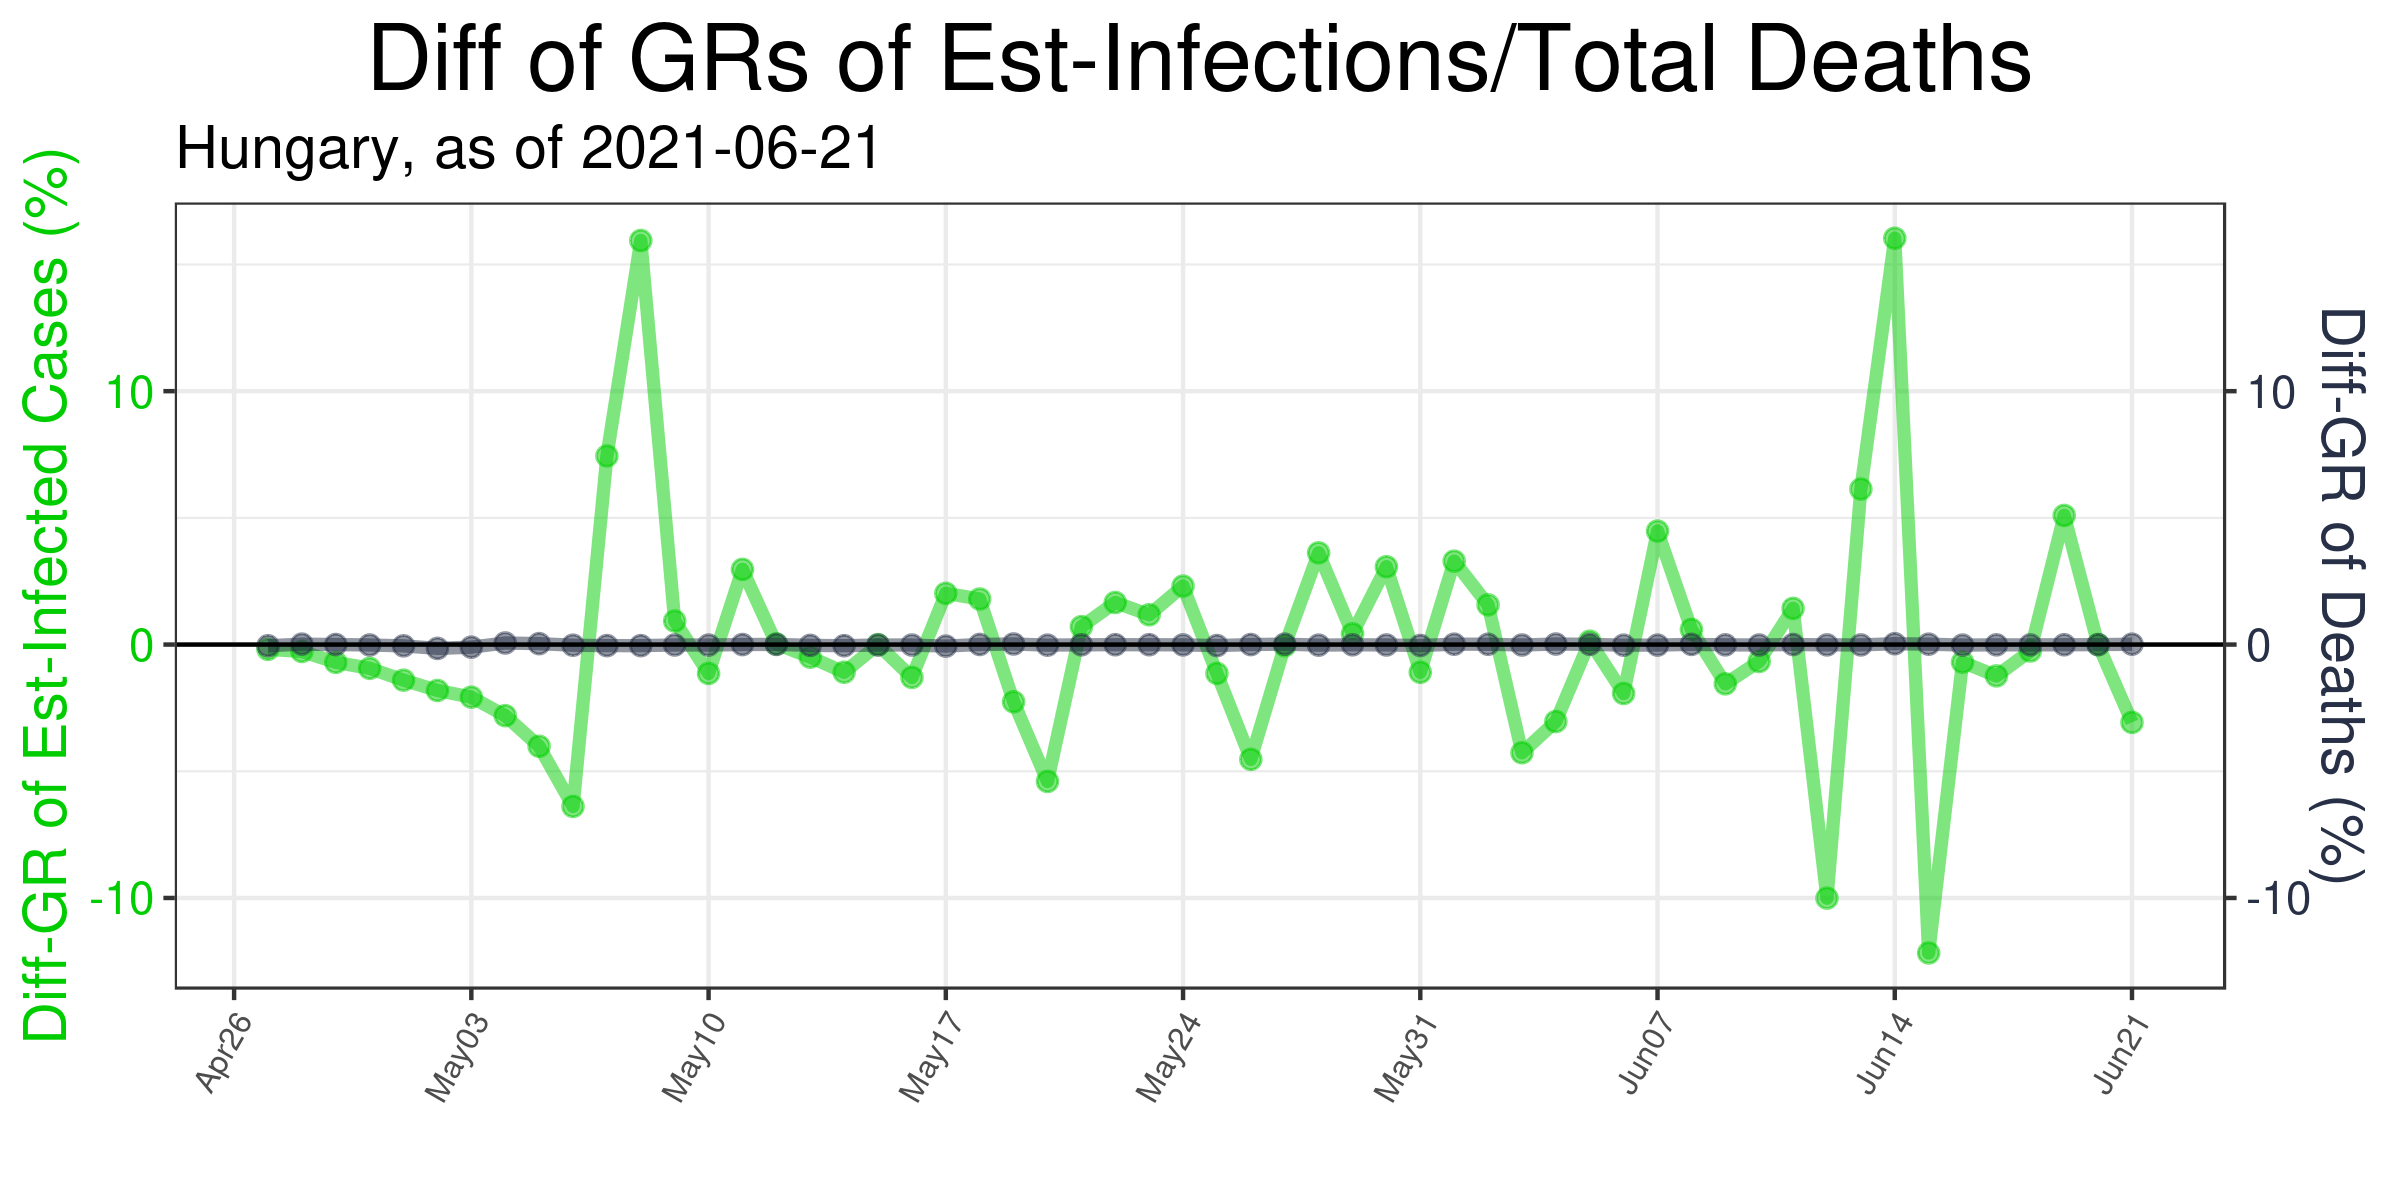 Diff of GRs of Est-Infections/Total Deaths
Hungary, as of 2021-06-21
Diff-GR of Est-Infected Cases (%)
10
0
-10
10
0
-10
Diff-GR of Deaths (%)
Apr26
May03
May10
May17
May24
May31
Jun07
Jun14
Jun21